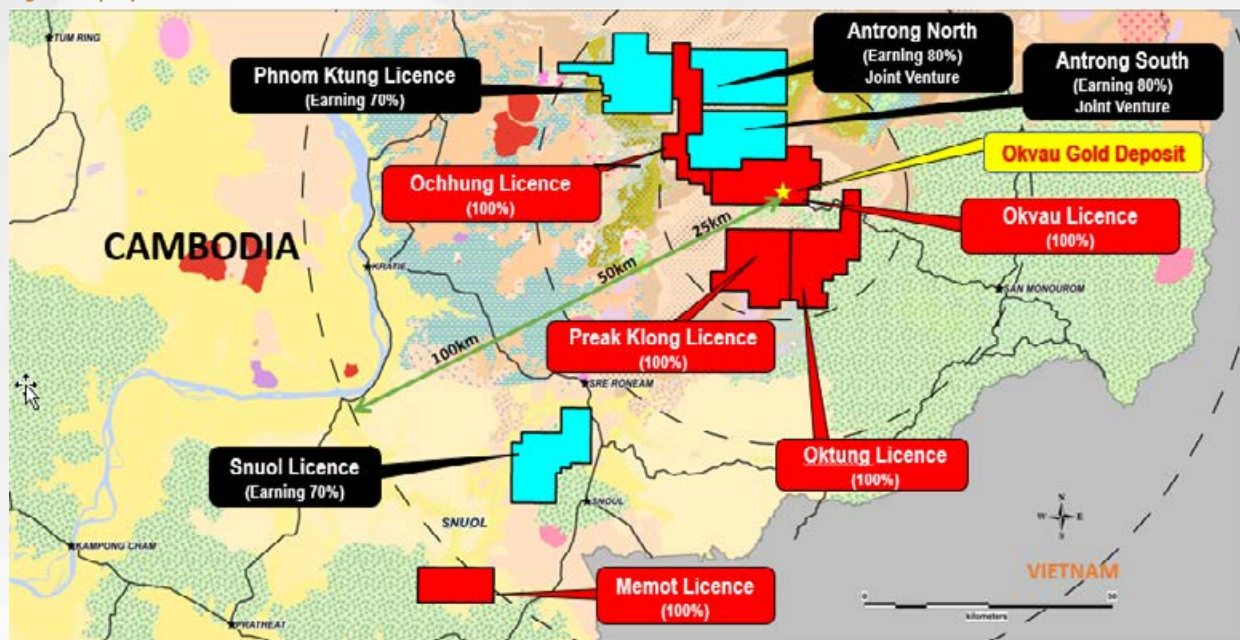 TUM RING
Phnom Ktung Licence
(Earning 70%)
Antrong North
(Earning 80%)
Joint Venture
Antrong South
(Earning 80%)
Joint Venture
Okvau Gold Deposit
Ochhung Licence
(100%)
Okvau Licence
(100%)
CAMBODIA
KRATIE
25km
50km
100km
SAN MONOUROM
Preak Klong Licence
(100%)
SRE RONEAM
Snuol Licence
(Earning 70%)
Oktung Licence
(100%)
SNOUL
SNUOL
KAMPONG CHAM
N
W
E
S
VIETNAM
Memot Licence
(100%)
PRATHEAT
0
50
kilometers